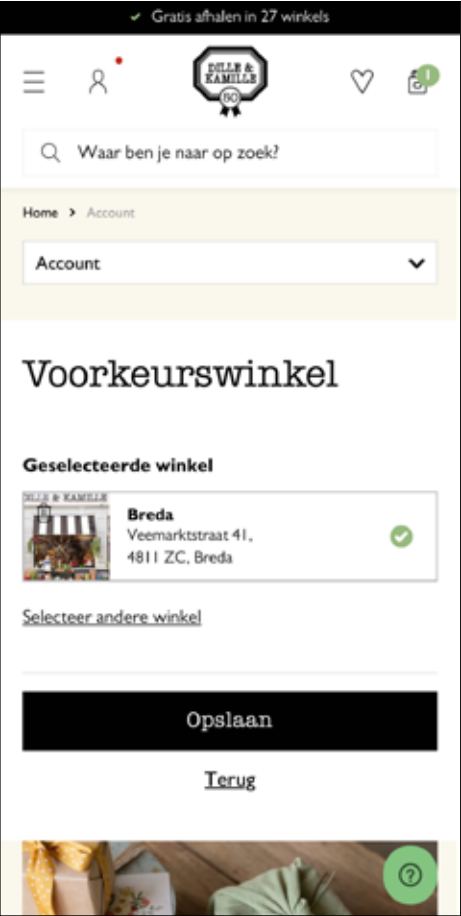 Gratis afhalen in 27 winkels
DILLE &
KAMILLE
50
1
Waar ben je naar op zoek?
Home > Account
Account
Voorkeurswinkel
Geselecteerde winkel
DILLE & KAMILLE
Breda
Veemarktstraat 41,
4811 ZC, Breda
Selecteer andere winkel
Opslaan
Terug
?